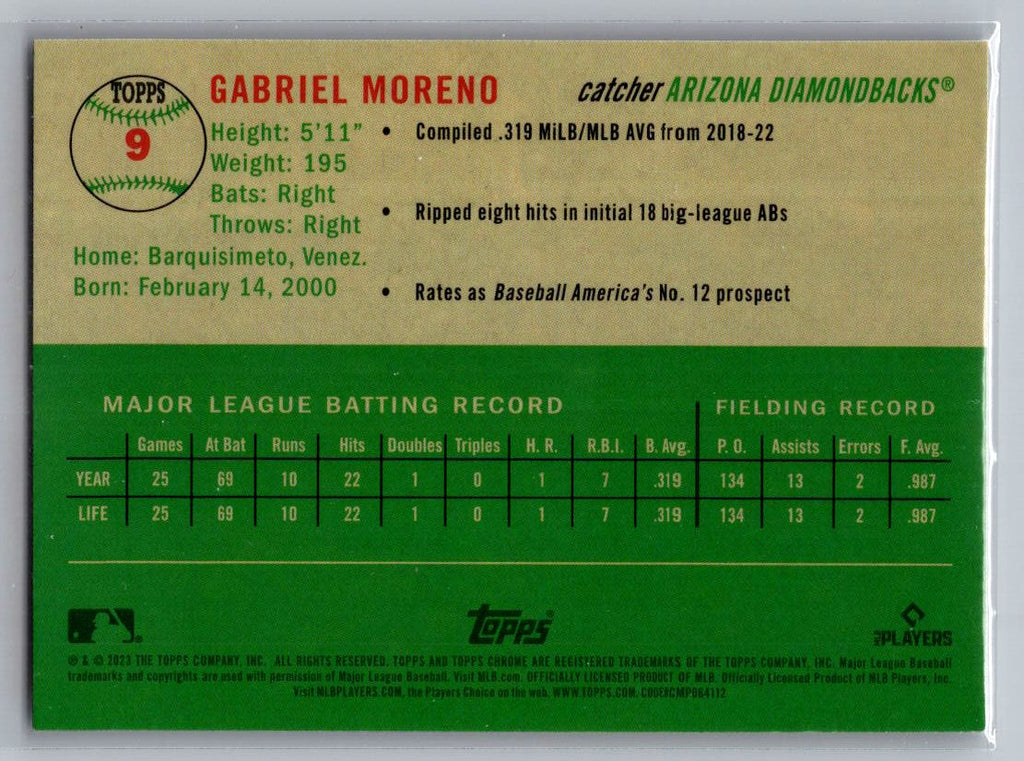 TOPPS
9
GABRIEL MORENO
catcher ARIZONA DIAMONDBACKS®
Height: 5'11"
Weight: 195
Bats: Right
Throws: Right
Home: Barquisimeto, Venez.
Born: February 14, 2000
• Compiled .319 MiLB/MLB AVG from 2018-22
• Ripped eight hits in initial 18 big-league ABs
• Rates as Baseball America's No. 12 prospect
MAJOR LEAGUE BATTING RECORD FIELDING RECORD
Games At Bat Runs Hits Doubles Triples H. R. R.B.I. B. Avg. P. O. Assists Errors F. Avg.
YEAR 25 69 10 22 1 0 1 7 .319 134 13 2 .987
LIFE 25 69 10 22 1 0 1 7 .319 134 13 2 .987
Topps®
MLB PLAYERS
® & © 2023 THE TOPPS COMPANY, INC. ALL RIGHTS RESERVED. TOPPS AND TOPPS CHROME ARE REGISTERED TRADEMARKS OF THE TOPPS COMPANY, INC. Major League Baseball
trademarks and copyrights are used with permission of Major League Baseball. Visit MLB.com. OFFICIALLY LICENSED PRODUCT OF MLB. Officially Licensed Product of MLB Players, Inc.
Visit MLBPLAYERS.COM, the Players Choice on the web. WWW.TOPPS.COM. CODE#CMP064112